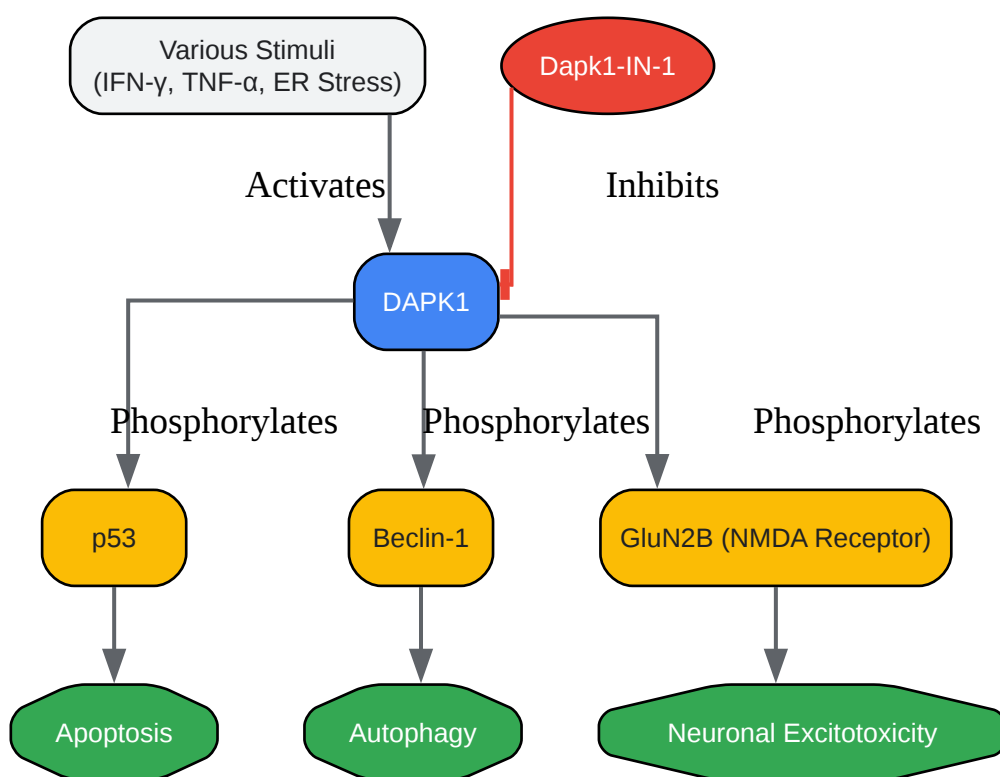 Various Stimuli
(IFN-γ, TNF-α, ER Stress)
Dapk1-IN-1
Activates
Inhibits
DAPK1
Phosphorylates
Phosphorylates
Phosphorylates
p53
Beclin-1
GluN2B (NMDA Receptor)
Apoptosis
Autophagy
Neuronal Excitotoxicity